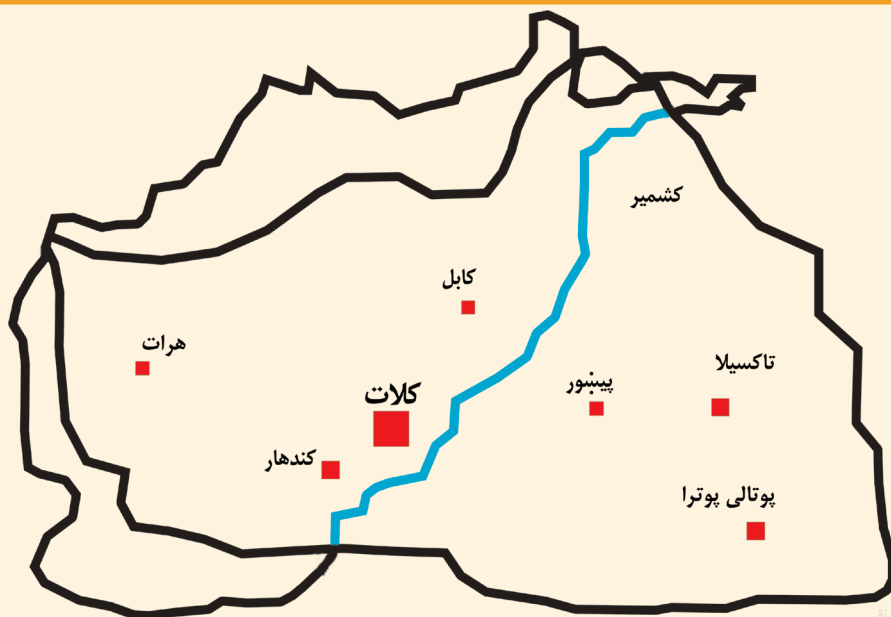 کشمیر
کابل
هرات
تاکسیلا
پیښور
کلات
کندهار
پوتالی پوترا